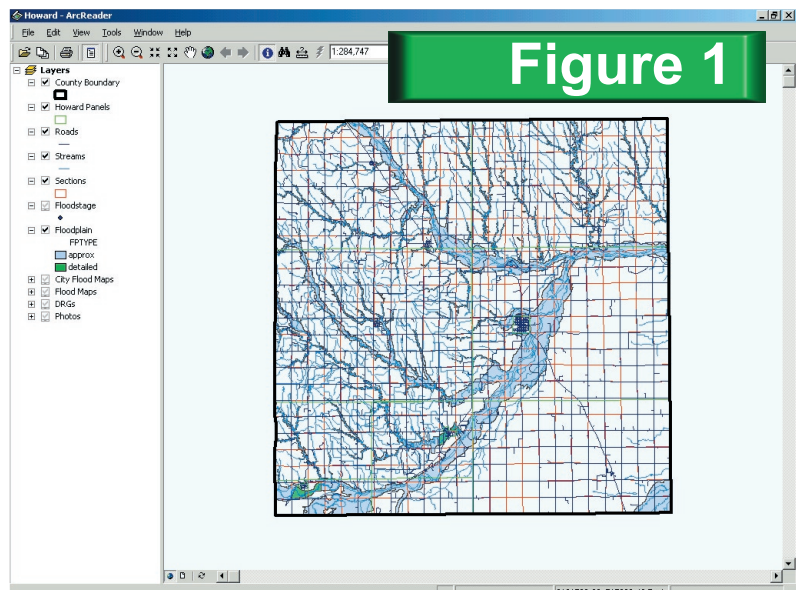 Howard - ArcReader
File Edit View Tools Window Help
1:284,747
Figure 1
Layers
County Boundary
Howard Panels
Roads
Streams
Sections
Floodstage
Floodplain
FPTYPE
approx
detailed
City Flood Maps
Flood Maps
DRGs
Photos